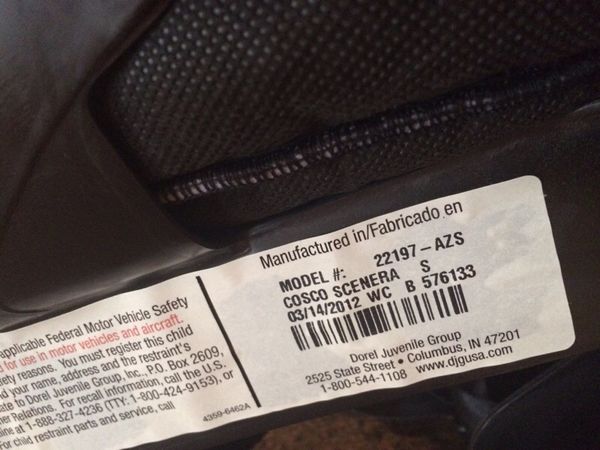 applicable Federal Motor Vehicle Safety
for use in motor vehicles and aircraft.
reasons. You must register this child
your name, address and the restraint's
to Dorel Juvenile Group, Inc., P.O. Box 2609,
Relations. For recall information, call the U.S.
at 1-888-327-4236 (TTY: 1-800-424-9153), or
For child restraint parts and service, call
4359-6462A
Manufactured in/Fabricado en
MODEL #: 22197-AZS
COSCO SCENERA S
03/14/2012 WC B 576133
Dorel Juvenile Group
2525 State Street • Columbus, IN 47201
1-800-544-1108 www.djgusa.com